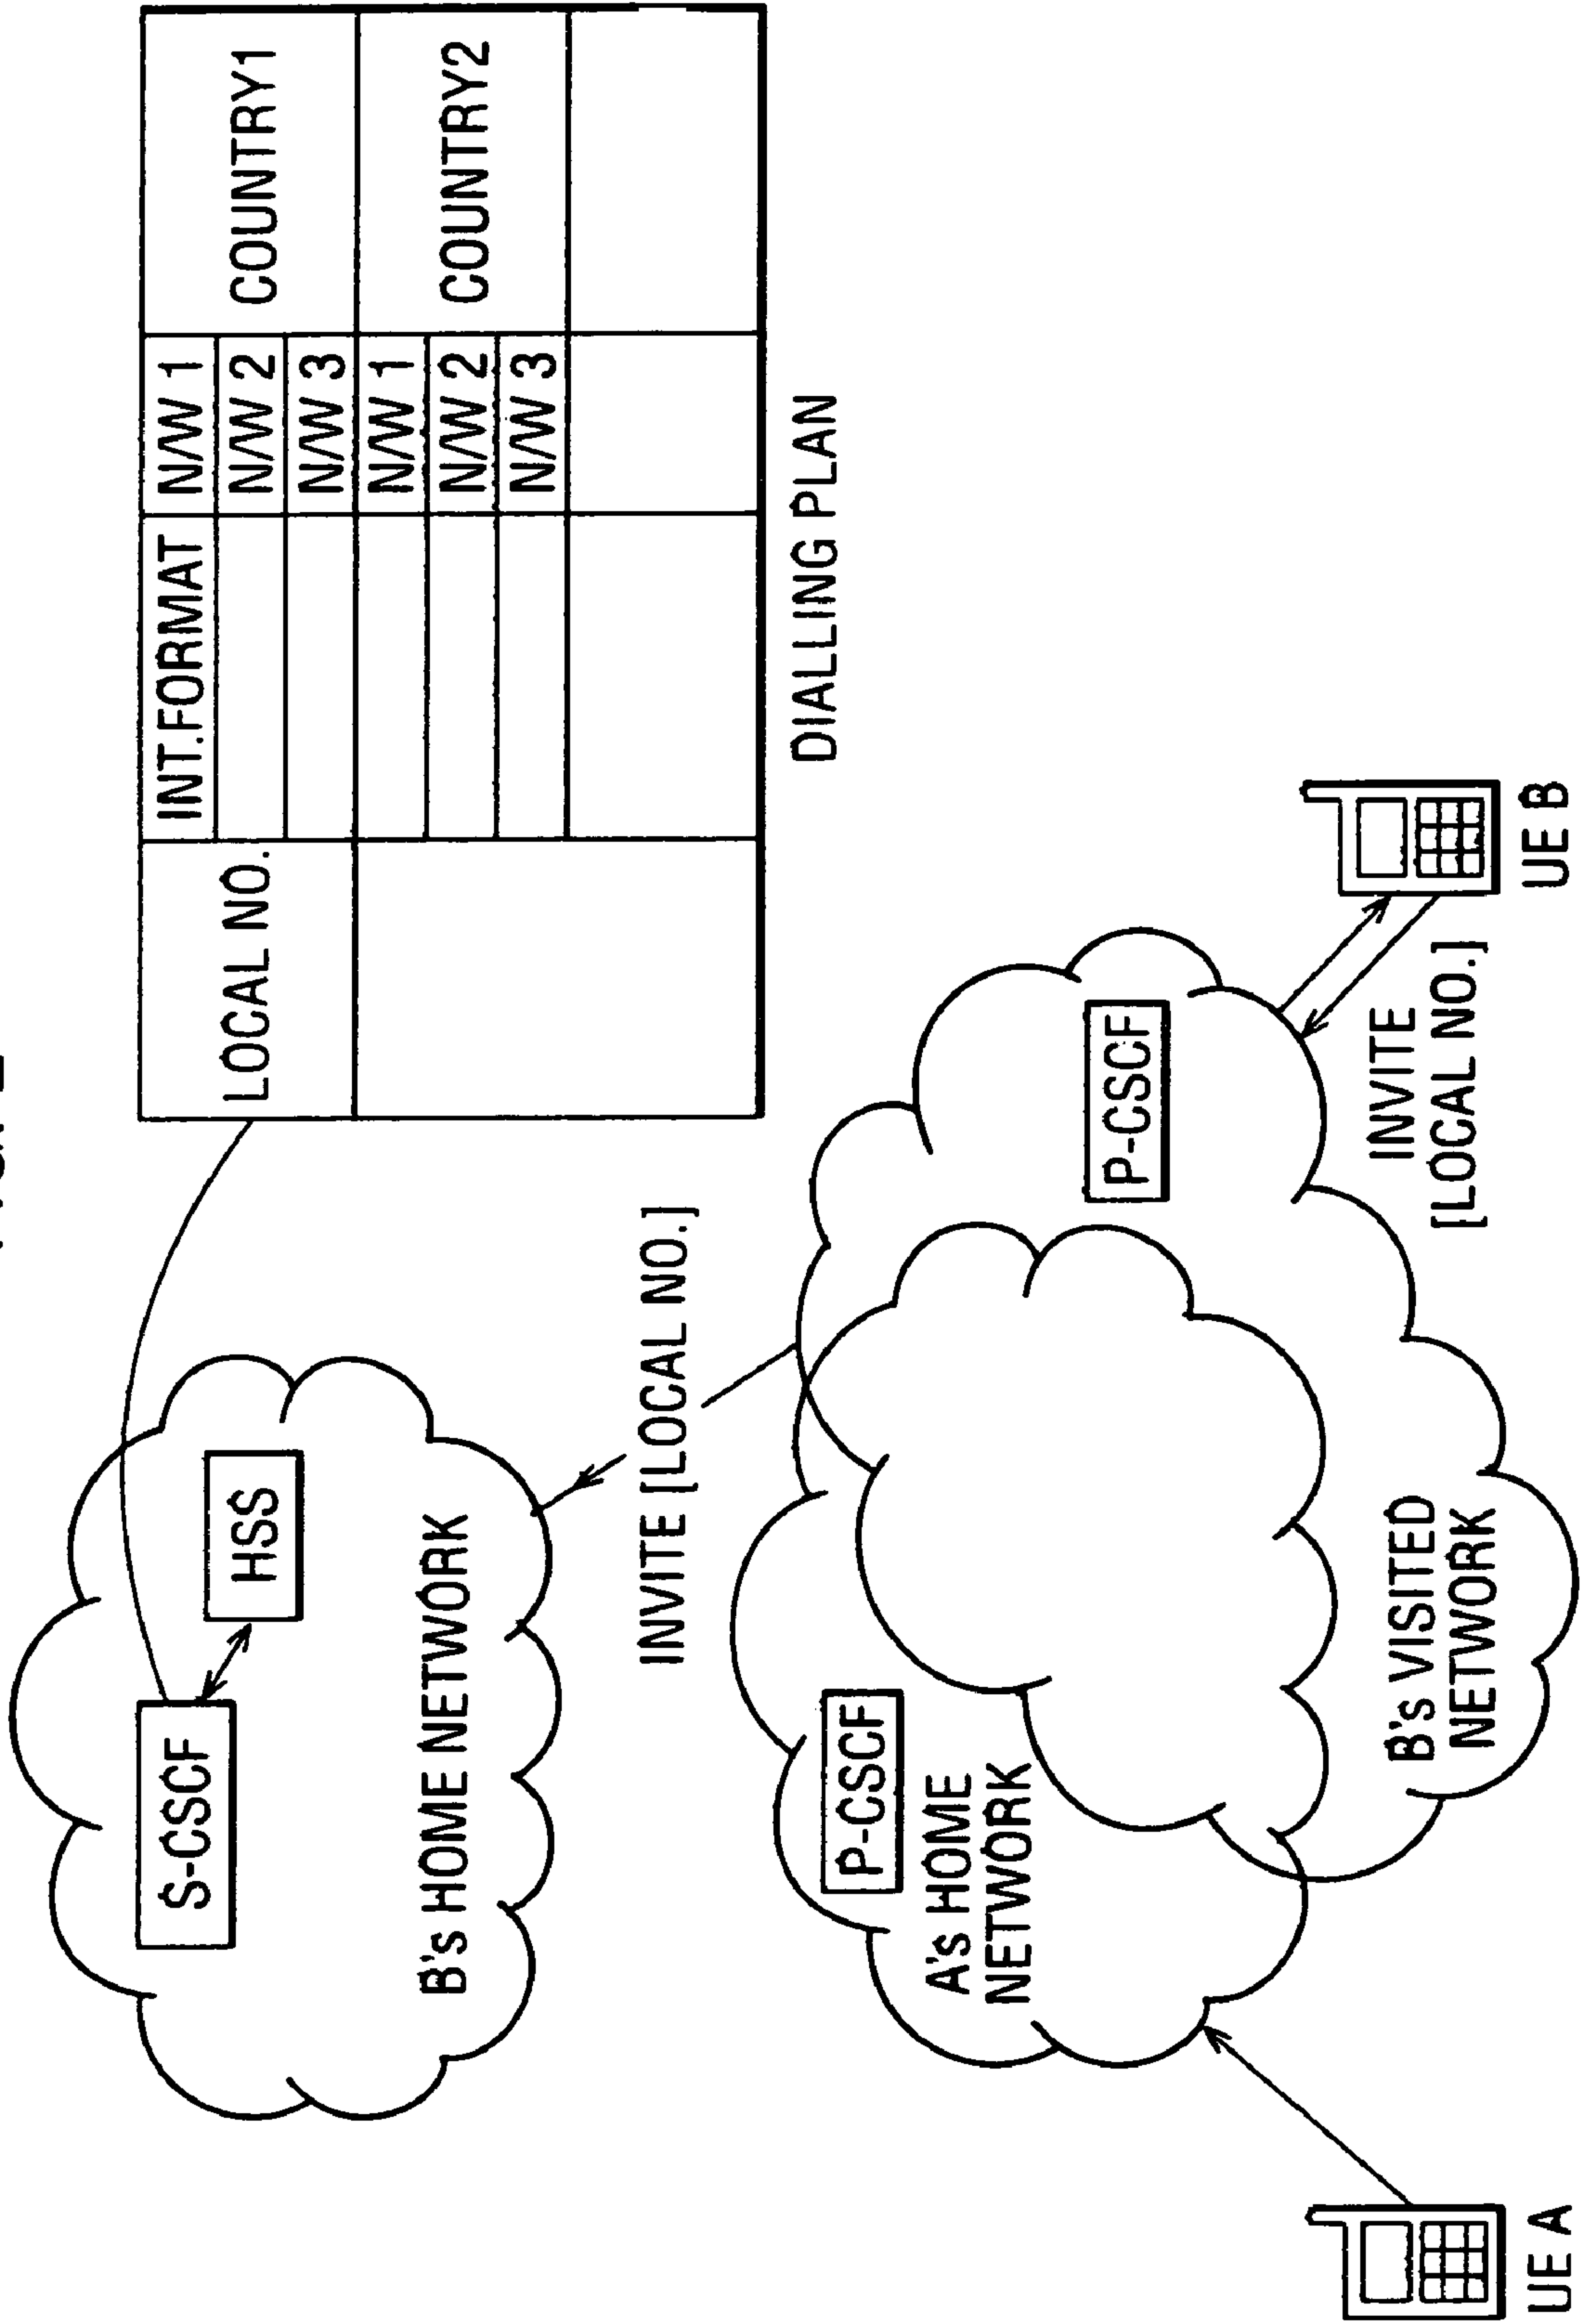 S-CSCF
HSS
B's HOME NETWORK
LOCAL NO.
INT.FORMAT
N/W 1
N/W 2
N/W 3
N/W 1
N/W 2
N/W 3
COUNTRY1
COUNTRY2
DIALLING PLAN
INVITE [LOCAL NO.]
P-CSCF
A's HOME
NETWORK
P-CSCF
B's VISITED
NETWORK
INVITE
[LOCAL NO.]
UE A
UE B